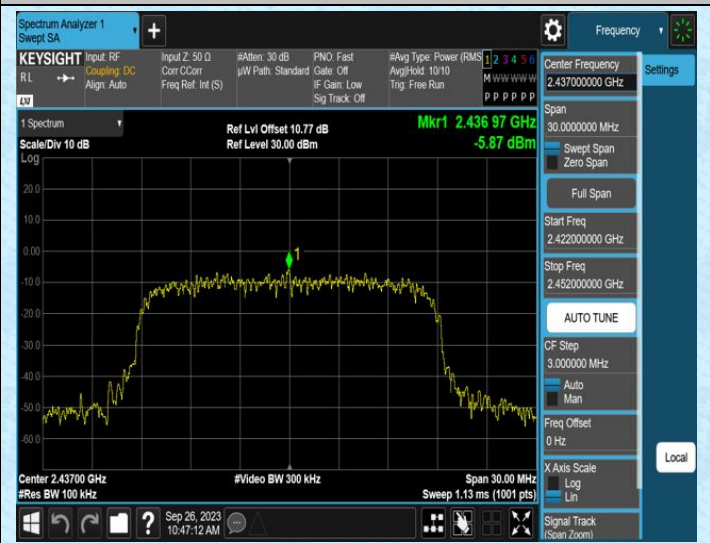 Spectrum Analyzer 1
Swept SA
+
Frequency
KEYSIGHT
RL
LXI
Input: RF
Coupling: DC
Align: Auto
Input Z: 50 Ω
Corr CCorr
Freq Ref: Int (S)
#Atten: 30 dB
µW Path: Standard
PNO: Fast
Gate: Off
IF Gain: Low
Sig Track: Off
#Avg Type: Power (RMS
Avg|Hold: 10/10
Trig: Free Run
1 2 3 4 5 6
M W W W W W
P P P P P P
1 Spectrum
Scale/Div 10 dB
Log
Ref Lvl Offset 10.77 dB
Ref Level 30.00 dBm
Mkr1 2.436 97 GHz
-5.87 dBm
1
20.0
10.0
0.00
-10.0
-20.0
-30.0
-40.0
-50.0
-60.0
Center 2.43700 GHz
#Res BW 100 kHz
#Video BW 300 kHz
Span 30.00 MHz
Sweep 1.13 ms (1001 pts)
?
Sep 26, 2023
10:47:12 AM
Center Frequency
2.437000000 GHz
Span
30.0000000 MHz
Swept Span
Zero Span
Full Span
Start Freq
2.422000000 GHz
Stop Freq
2.452000000 GHz
AUTO TUNE
CF Step
3.000000 MHz
Auto
Man
Freq Offset
0 Hz
X Axis Scale
Log
Lin
Signal Track
(Span Zoom)
Settings
Local